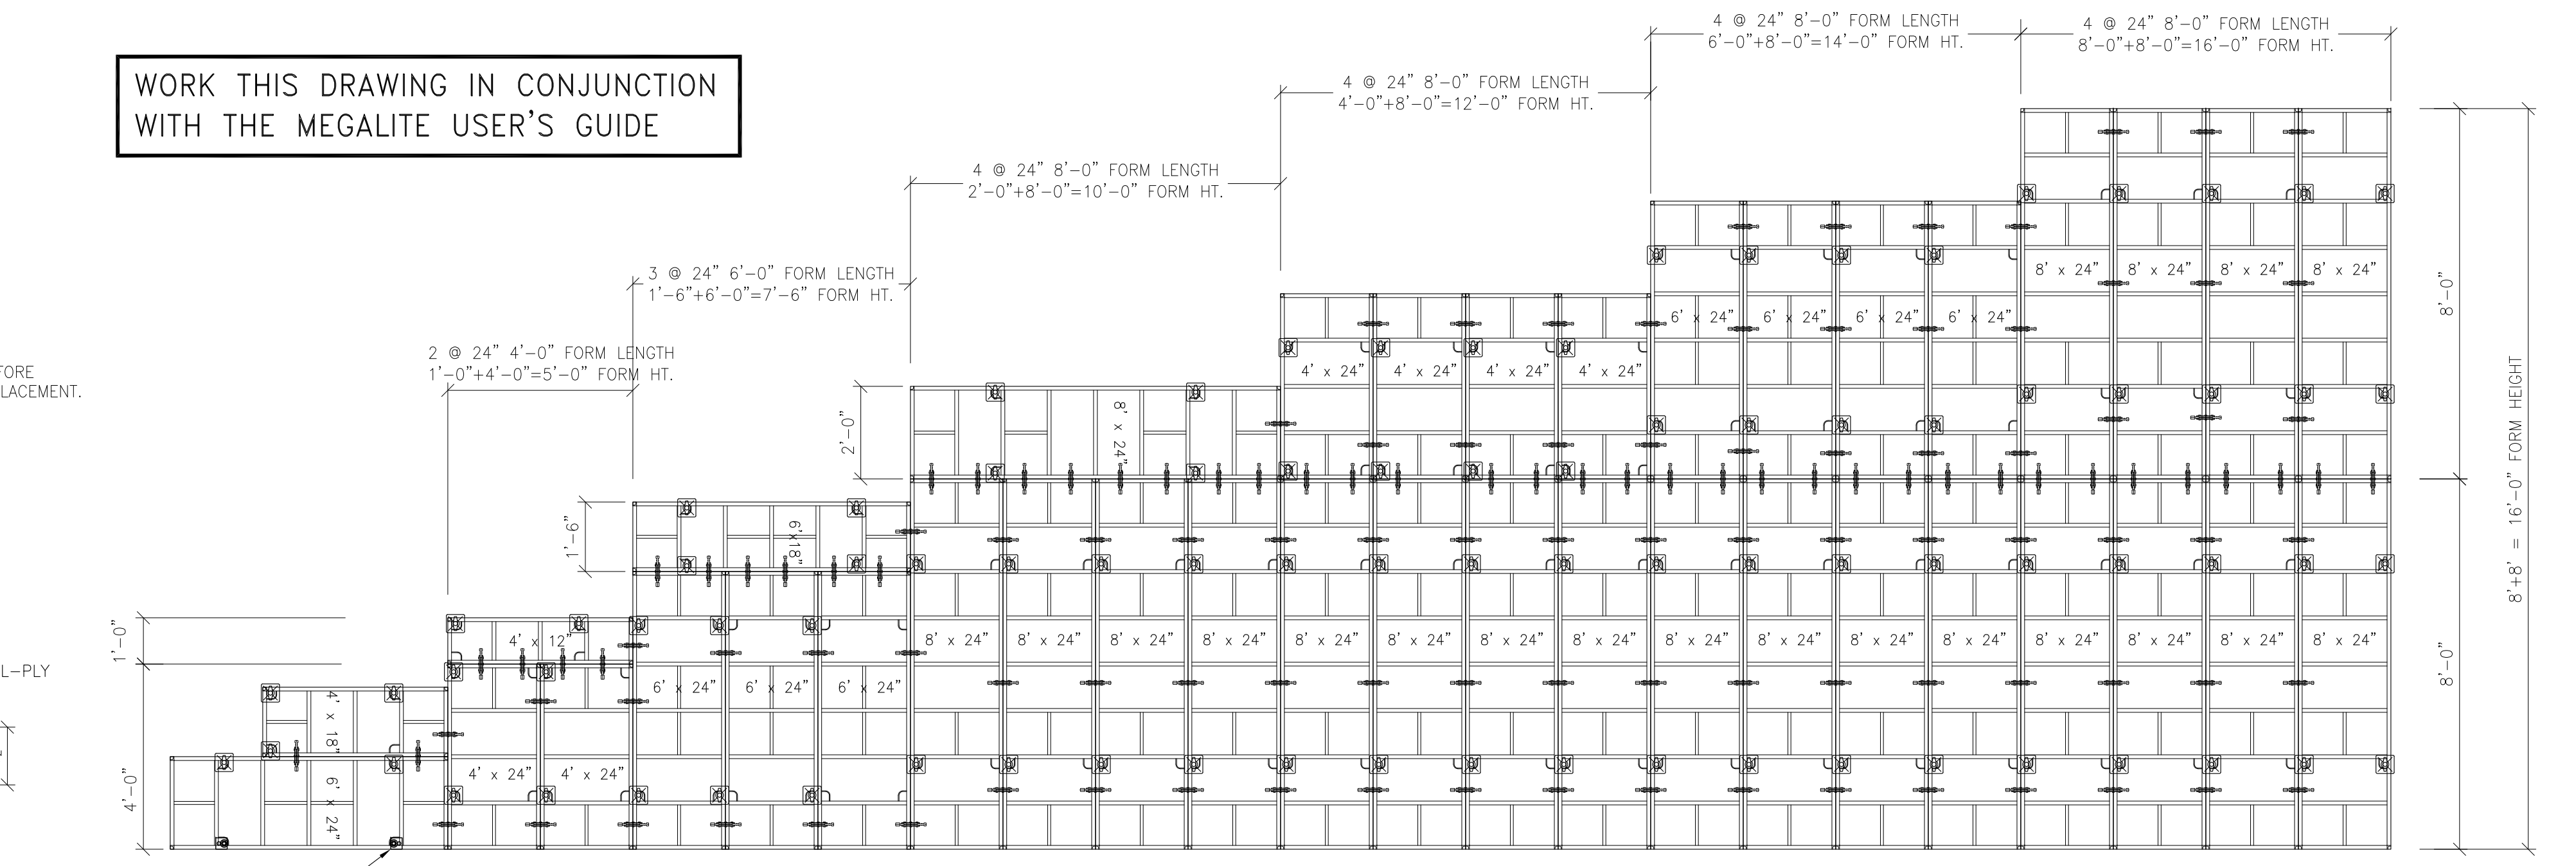 4 @ 24" 8'-0" FORM LENGTH
6'-0"+8'-0"=14'-0" FORM HT.
4 @ 24" 8'-0" FORM LENGTH
8'-0"+8'-0"=16'-0" FORM HT.
WORK THIS DRAWING IN CONJUNCTION
WITH THE MEGALITE USER'S GUIDE
4 @ 24" 8'-0" FORM LENGTH
4'-0"+8'-0"=12'-0" FORM HT.
4 @ 24" 8'-0" FORM LENGTH
2'-0"+8'-0"=10'-0" FORM HT.
3 @ 24" 6'-0" FORM LENGTH
1'-6"+6'-0"=7'-6" FORM HT.
8' x 24" 8' x 24" 8' x 24" 8' x 24"
8'-0"
6' x 24" 6' x 24" 6' x 24" 6' x 24"
2 @ 24" 4'-0" FORM LENGTH
1'-0"+4'-0"=5'-0" FORM HT.
FORE
LACEMENT.
4' x 24" 4' x 24" 4' x 24" 4' x 24"
2'-0"
8' x 24"
8'+8' = 16'-0" FORM HEIGHT
1'-6"
6'x18"
1'-0"
4' x 12"
8' x 24" 8' x 24" 8' x 24" 8' x 24" 8' x 24" 8' x 24" 8' x 24" 8' x 24" 8' x 24" 8' x 24" 8' x 24" 8' x 24" 8' x 24" 8' x 24" 8' x 24" 8' x 24"
8'-0"
L-PLY
6' x 24" 6' x 24" 6' x 24"
4' x 18"
4' x 24" 4' x 24"
4'-0"
6' x 24"